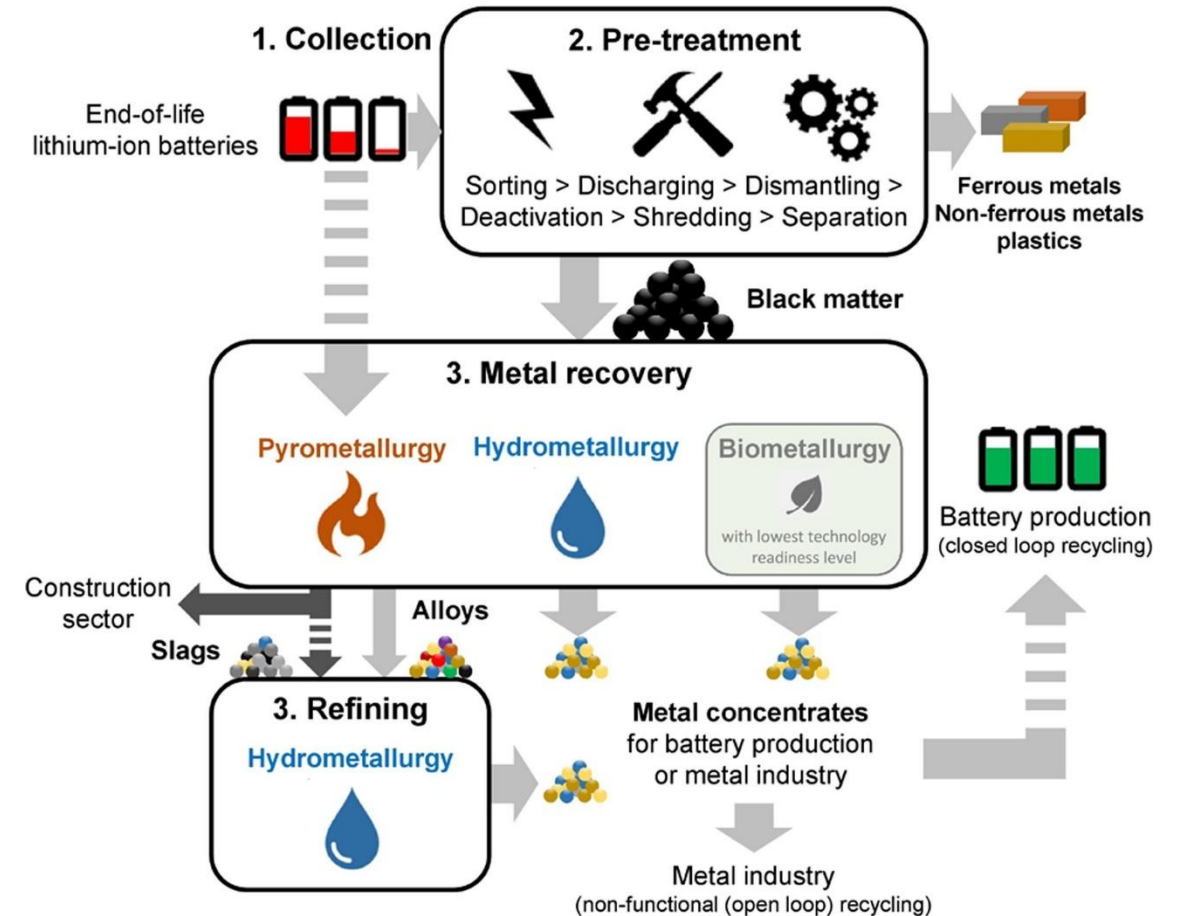 1. Collection
2. Pre-treatment
End-of-life
lithium-ion batteries
Sorting > Discharging > Dismantling >
Deactivation > Shredding > Separation
Ferrous metals
Non-ferrous metals
plastics
Black matter
3. Metal recovery
Pyrometallurgy
Hydrometallurgy
Biometallurgy
with lowest technology
readiness level
Battery production
(closed loop recycling)
Construction
sector
Slags
Alloys
3. Refining
Hydrometallurgy
Metal concentrates
for battery production
or metal industry
Metal industry
(non-functional (open loop) recycling)